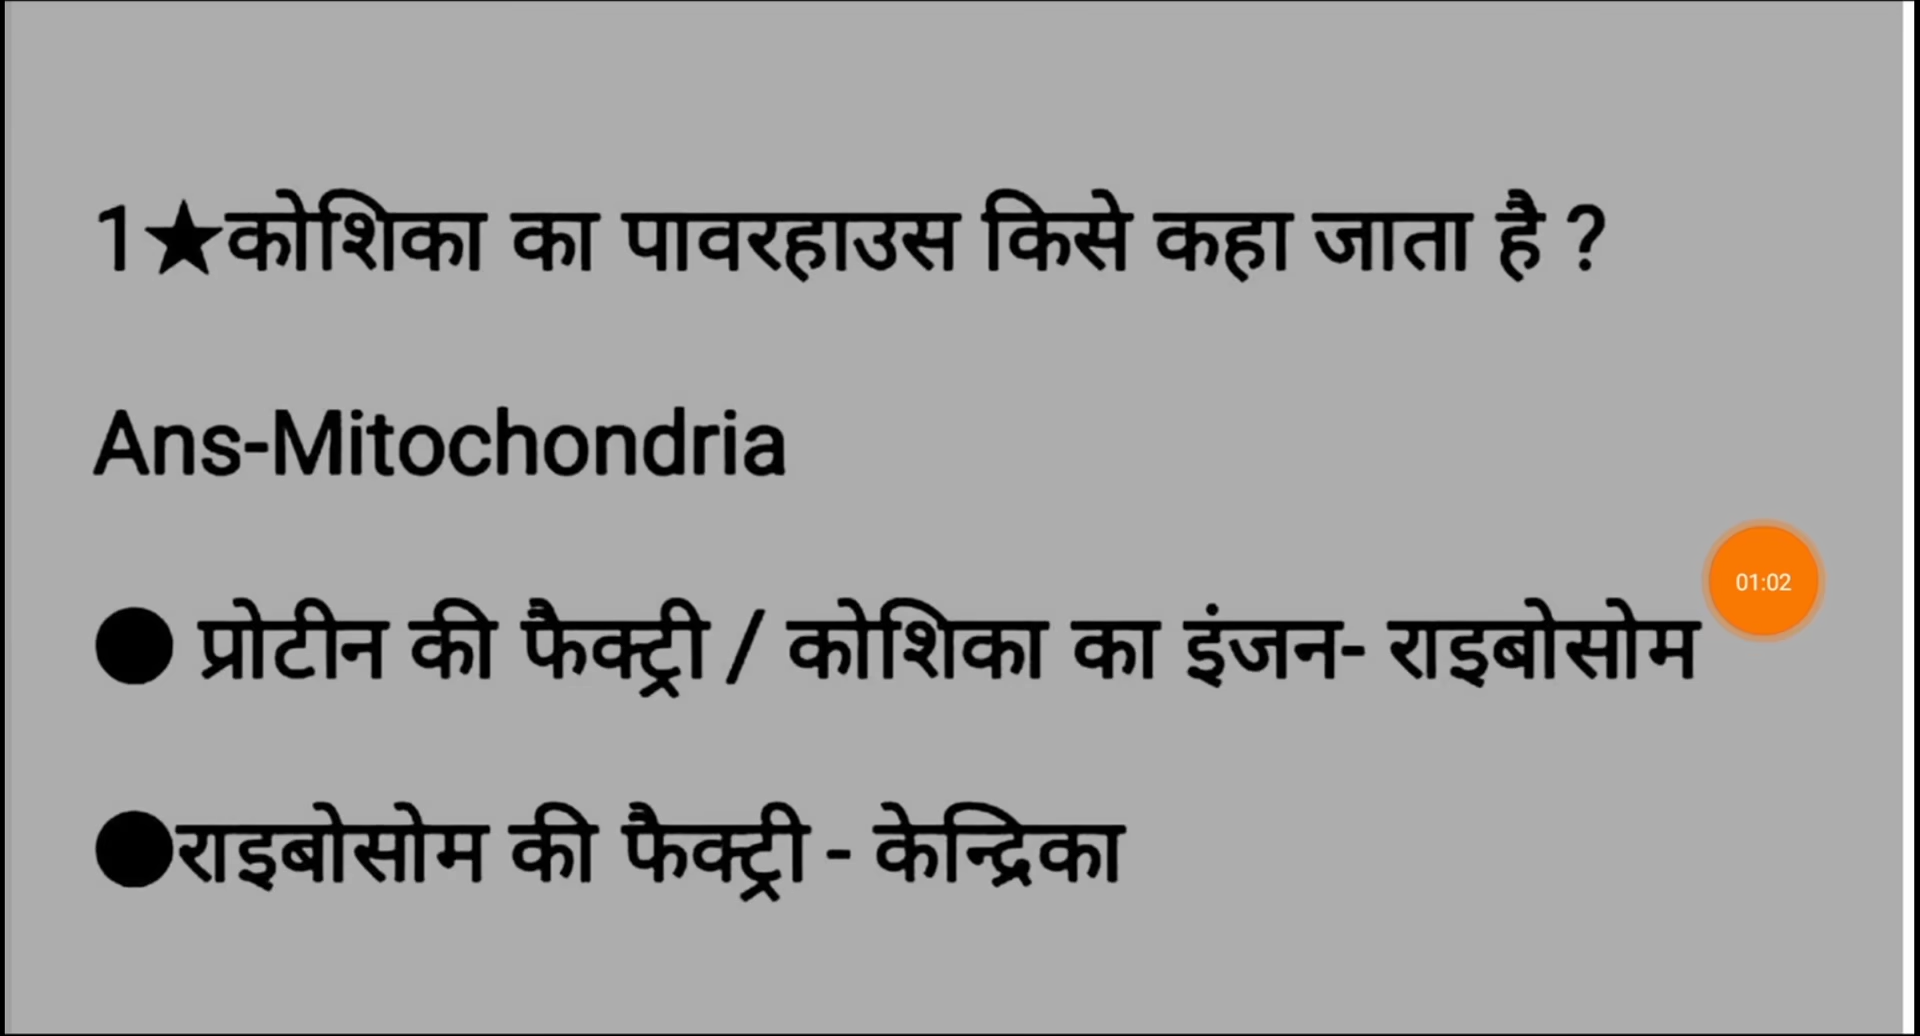 1★कोशिका का पावरहाउस किसे कहा जाता है ?
Ans-Mitochondria
01:02
● प्रोटीन की फैक्ट्री / कोशिका का इंजन- राइबोसोम
●राइबोसोम की फैक्ट्री - केन्द्रिका